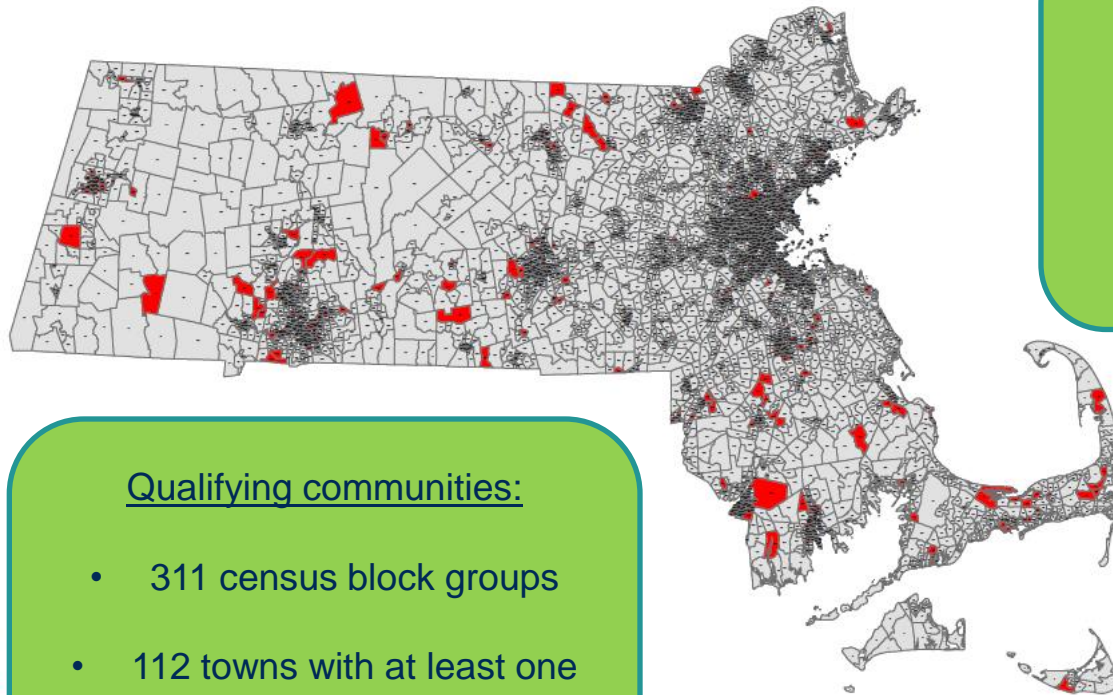 Qualifying communities:
• 311 census block groups
• 112 towns with at least one